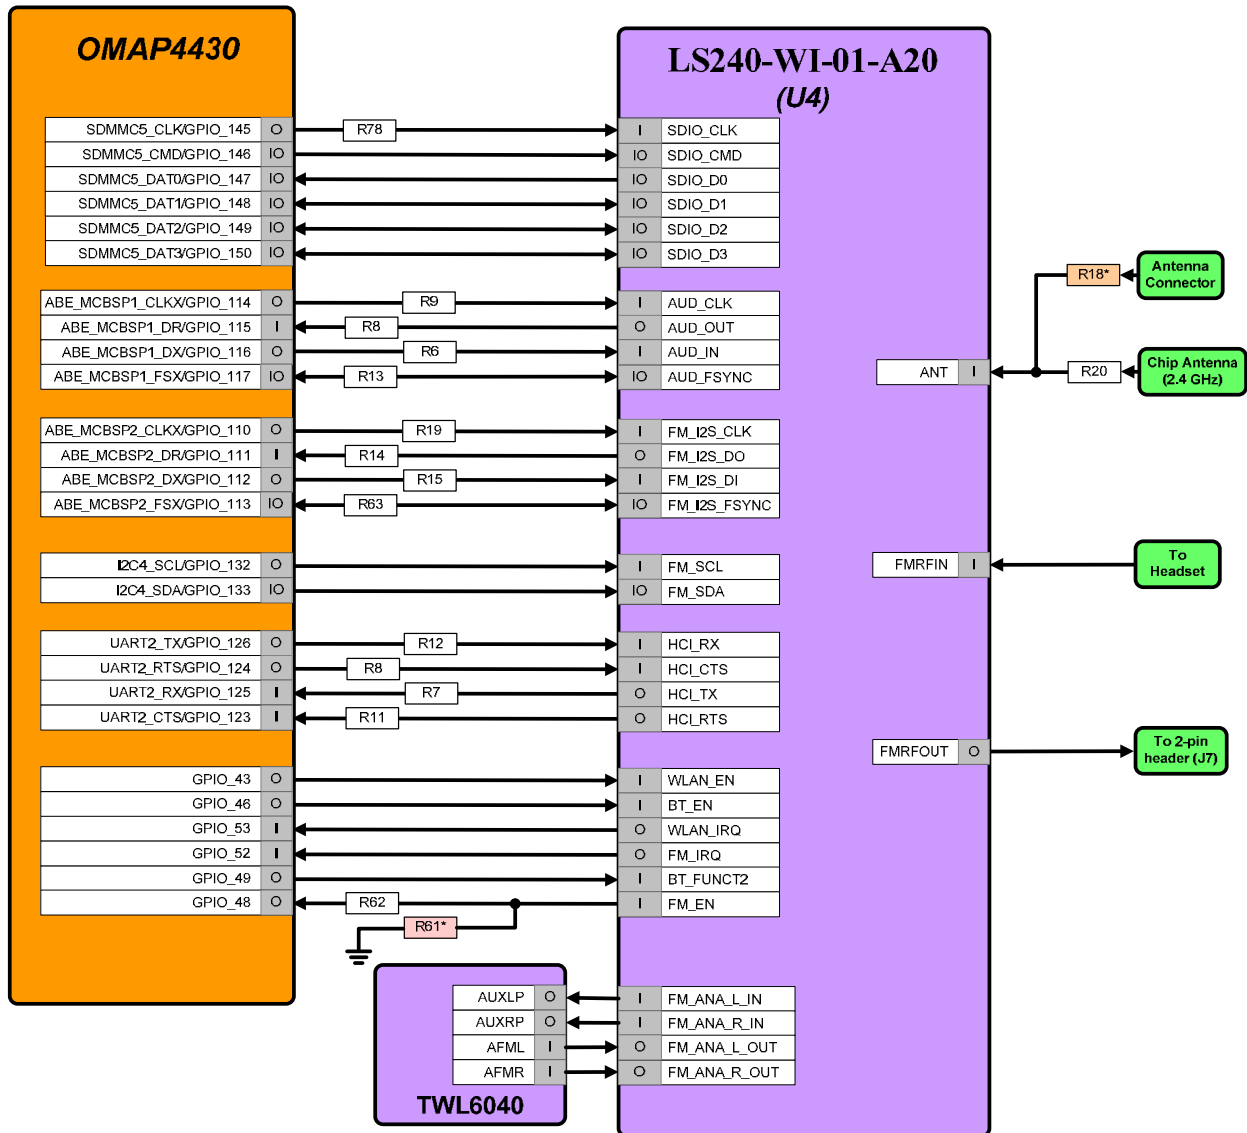 OMAP4430
LS240-WI-01-A20
(U4)
SDMMC5_CLK/GPIO_145 O R78 I SDIO_CLK
SDMMC5_CMD/GPIO_146 IO IO SDIO_CMD
SDMMC5_DAT0/GPIO_147 IO IO SDIO_D0
SDMMC5_DAT1/GPIO_148 IO IO SDIO_D1
SDMMC5_DAT2/GPIO_149 IO IO SDIO_D2
SDMMC5_DAT3/GPIO_150 IO IO SDIO_D3
R18* Antenna
Connector
ABE_MCBSP1_CLKX/GPIO_114 O R9 I AUD_CLK
ABE_MCBSP1_DR/GPIO_115 I R8 O AUD_OUT
ABE_MCBSP1_DX/GPIO_116 O R6 I AUD_IN
ABE_MCBSP1_FSX/GPIO_117 IO R13 IO AUD_FSYNC
ANT I R20 Chip Antenna
(2.4 GHz)
ABE_MCBSP2_CLKX/GPIO_110 O R19 I FM_I2S_CLK
ABE_MCBSP2_DR/GPIO_111 I R14 O FM_I2S_DO
ABE_MCBSP2_DX/GPIO_112 O R15 I FM_I2S_DI
ABE_MCBSP2_FSX/GPIO_113 IO R63 IO FM_I2S_FSYNC
I2C4_SCL/GPIO_132 O I FM_SCL
I2C4_SDA/GPIO_133 IO IO FM_SDA
FMRFIN I To
Headset
UART2_TX/GPIO_126 O R12 I HCI_RX
UART2_RTS/GPIO_124 O R8 I HCI_CTS
UART2_RX/GPIO_125 I R7 O HCI_TX
UART2_CTS/GPIO_123 I R11 O HCI_RTS
FMRFOUT O To 2-pin
header (J7)
GPIO_43 O I WLAN_EN
GPIO_46 O I BT_EN
GPIO_53 I O WLAN_IRQ
GPIO_52 I O FM_IRQ
GPIO_49 O I BT_FUNCT2
GPIO_48 O R62 I FM_EN
R61*
AUXLP O I FM_ANA_L_IN
AUXRP O I FM_ANA_R_IN
AFML I O FM_ANA_L_OUT
AFMR I O FM_ANA_R_OUT
TWL6040